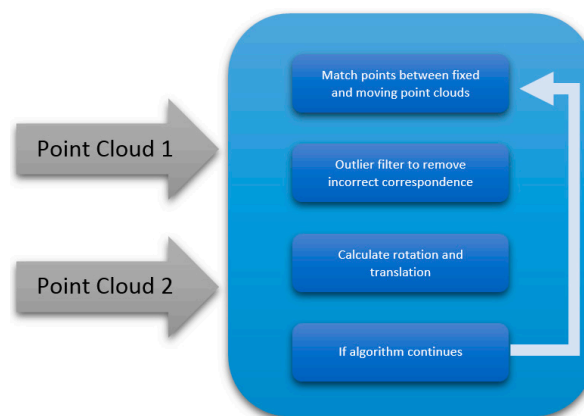 Point Cloud 1
Point Cloud 2
Match points between fixed
and moving point clouds
Outlier filter to remove
incorrect correspondence
Calculate rotation and
translation
If algorithm continues